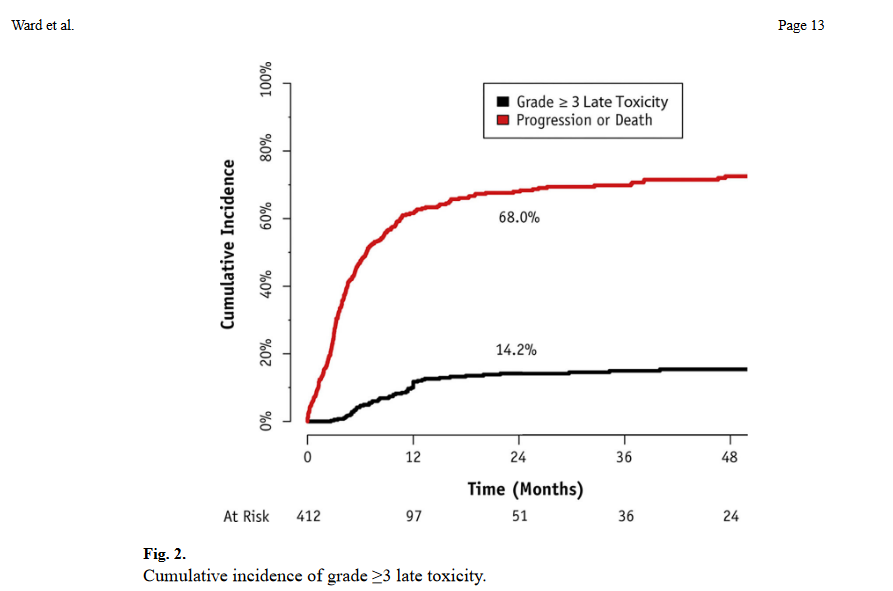 Ward et al. Page 13
100%
80%
60%
40%
20%
0%
Cumulative Incidence
Grade ≥ 3 Late Toxicity
Progression or Death
68.0%
14.2%
0 12 24 36 48
Time (Months)
At Risk 412 97 51 36 24
Fig. 2.
Cumulative incidence of grade ≥3 late toxicity.